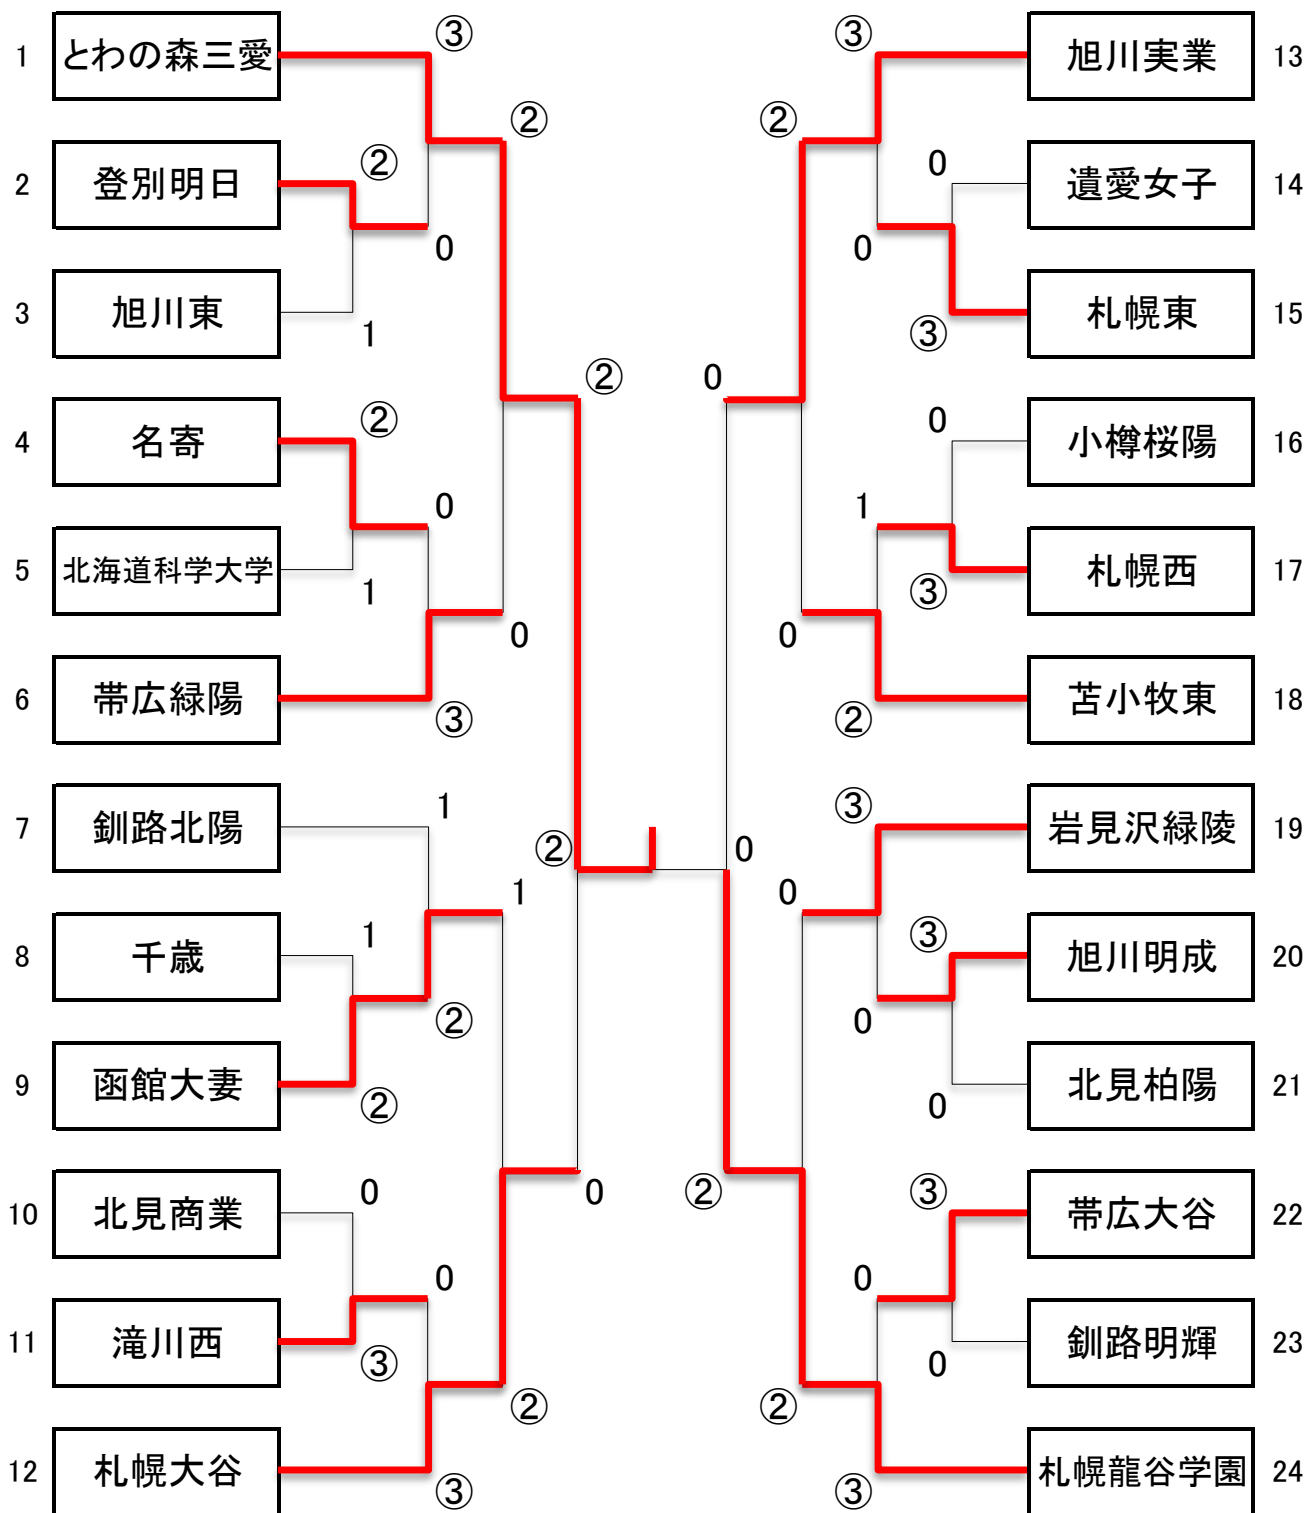 ③ ③
1 とわの森三愛 旭川実業 13
② ②
② 0
2 登別明日 遺愛女子 14
0 0
3 旭川東 札幌東 15
1 ③
② 0
② 0
4 名寄 小樽桜陽 16
0 1
5 北海道科学大学 札幌西 17
1 ③
0 0
6 帯広緑陽 苫小牧東 18
③ ②
1 ③
7 釧路北陽 岩見沢緑陵 19
② 0
1 0
1 ③
8 千歳 旭川明成 20
② 0
9 函館大妻 北見柏陽 21
② 0
0 ③
0 ②
10 北見商業 帯広大谷 22
0 0
11 滝川西 釧路明輝 23
③ 0
② ②
12 札幌大谷 札幌龍谷学園 24
③ ③